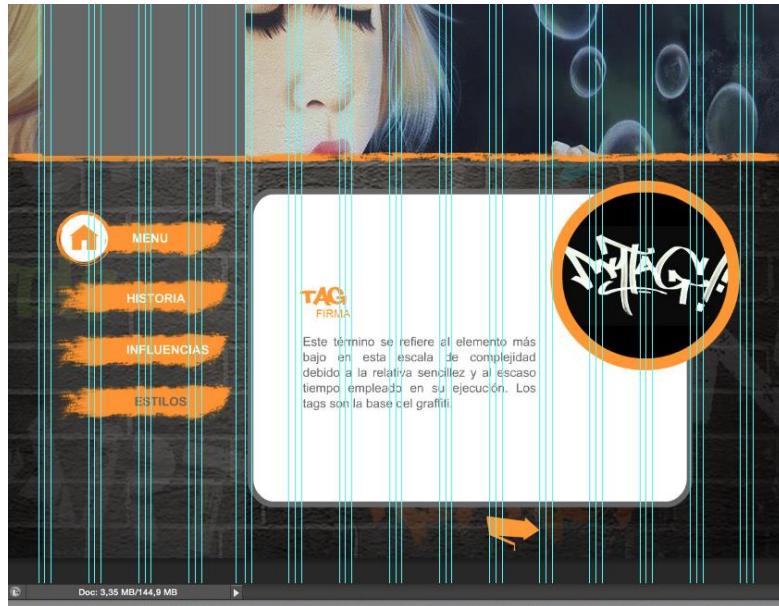 MENU
HISTORIA
INFLUENCIAS
ESTILOS
TAG
FIRMA
Este término se refiere al elemento más
bajo en esta escala de complejidad
debido a la relativa sencillez y al escaso
tiempo empleado en su ejecución. Los
tags son la base del graffiti.
MYTAG!!
Doc: 3,35 MB/144,9 MB